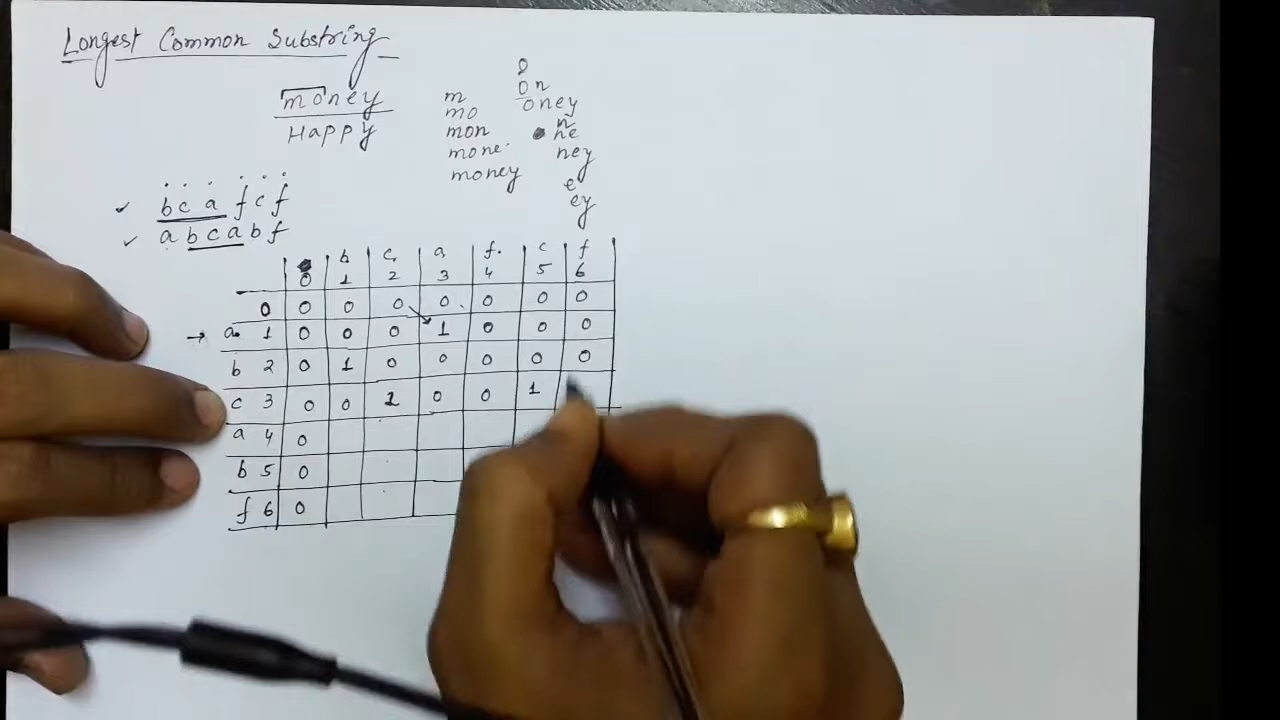 Longest Common Substring
money
Happy
m
mo
mon
mone
money
o
on
oney
n
ne
ney
e
ey
b c a f c f
a b c a b f
b c a f c f
0 1 2 3 4 5 6
0 0 0 0 0 0 0 0
a 1 0 0 0 1 0 0 0
b 2 0 1 0 0 0 0 0
c 3 0 0 2 0 0 1
a 4 0
b 5 0
f 6 0